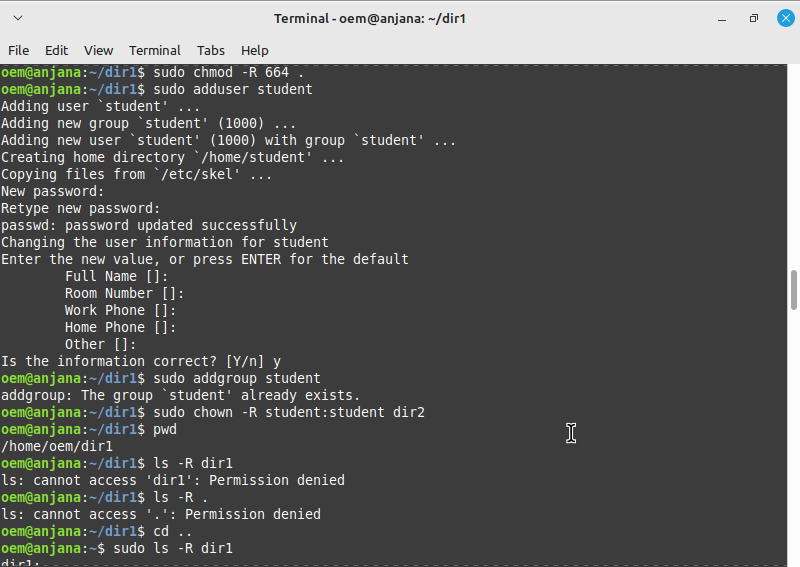 Terminal - oem@anjana: ~/dir1
File Edit View Terminal Tabs Help
oem@anjana:~/dir1$ sudo chmod -R 664 .
oem@anjana:~/dir1$ sudo adduser student
Adding user `student' ...
Adding new group `student' (1000) ...
Adding new user `student' (1000) with group `student' ...
Creating home directory `/home/student' ...
Copying files from `/etc/skel' ...
New password:
Retype new password:
passwd: password updated successfully
Changing the user information for student
Enter the new value, or press ENTER for the default
        Full Name []:
        Room Number []:
        Work Phone []:
        Home Phone []:
        Other []:
Is the information correct? [Y/n] y
oem@anjana:~/dir1$ sudo addgroup student
addgroup: The group `student' already exists.
oem@anjana:~/dir1$ sudo chown -R student:student dir2
oem@anjana:~/dir1$ pwd
/home/oem/dir1
oem@anjana:~/dir1$ ls -R dir1
ls: cannot access 'dir1': Permission denied
oem@anjana:~/dir1$ ls -R .
ls: cannot access '.': Permission denied
oem@anjana:~/dir1$ cd ..
oem@anjana:~$ sudo ls -R dir1
dir1: